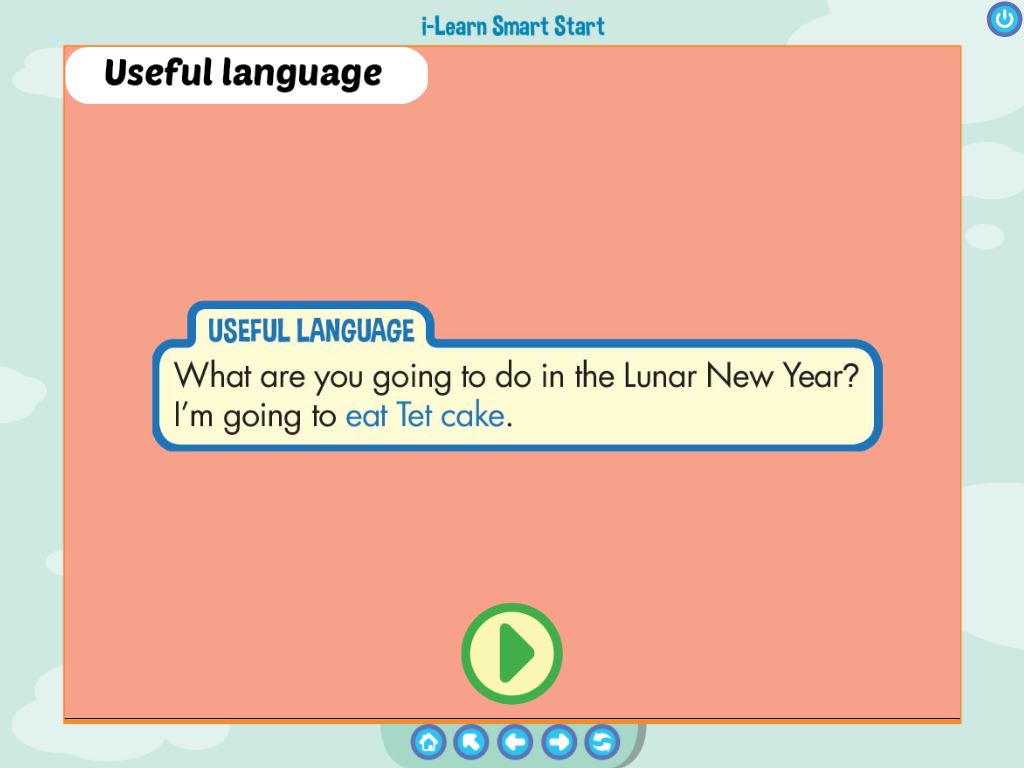 i-Learn Smart Start
Useful language
USEFUL LANGUAGE
What are you going to do in the Lunar New Year?
I'm going to eat Tet cake.